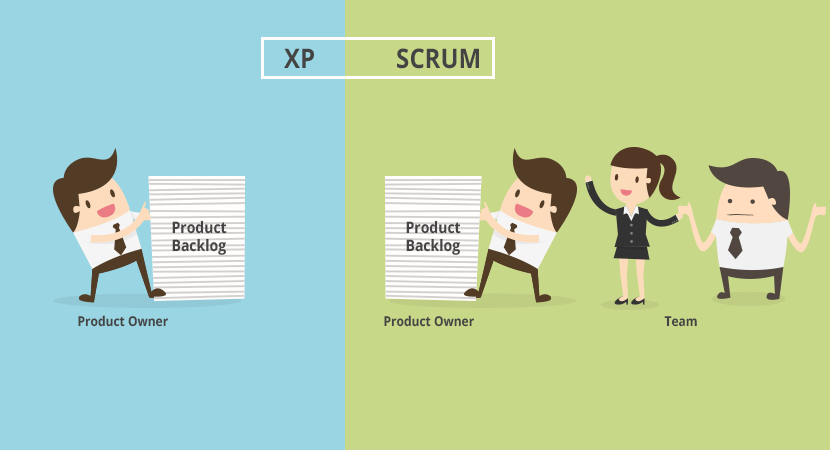 XP SCRUM
Product
Backlog
Product
Backlog
Product Owner
Product Owner
Team